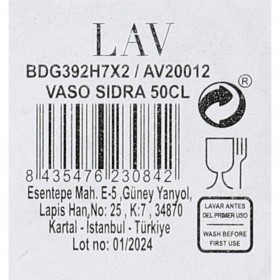 LAV
BDG392H7X2 / AV20012
VASO SIDRA 50CL
8 435476 230842
Esentepe Mah. E-5 ,Güney Yanyol,
Lapis Han,No: 25 , K:7 , 34870
Kartal - İstanbul - Türkiye
Lot no: 01/2024
LAVAR ANTES
DEL PRIMER USO
WASH BEFORE
FIRST USE